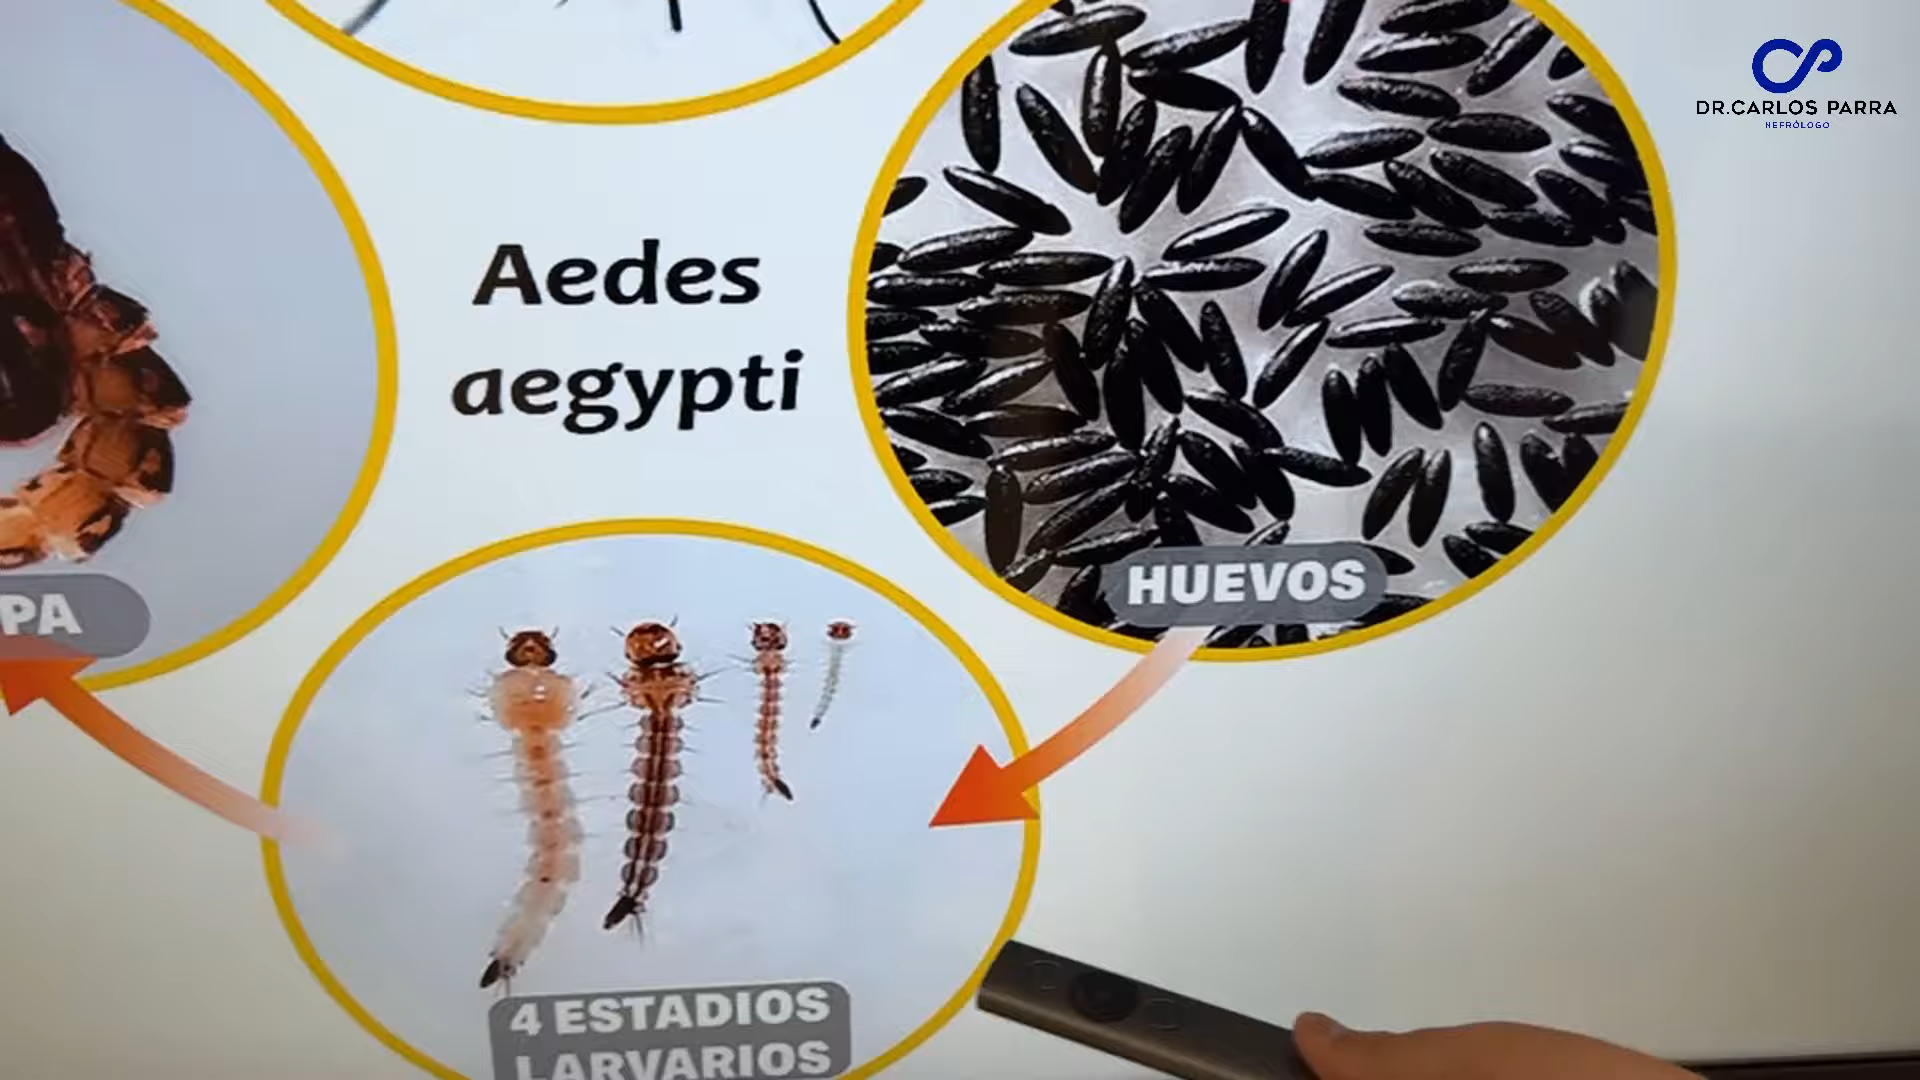 DR.CARLOS PARRA
NEFRÓLOGO
Aedes
aegypti
HUEVOS
PA
4 ESTADIOS
LARVARIOS